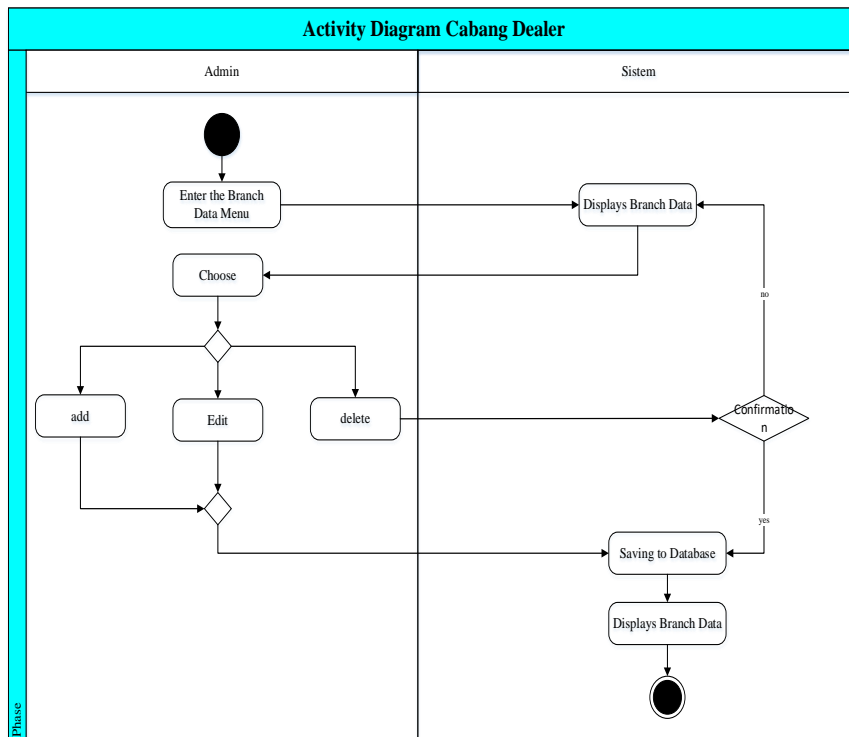 Activity Diagram Cabang Dealer
Admin
Sistem
Enter the Branch
Data Menu
Displays Branch Data
Choose
no
add
Edit
delete
Confirmatio
n
yes
Saving to Database
Displays Branch Data
Phase